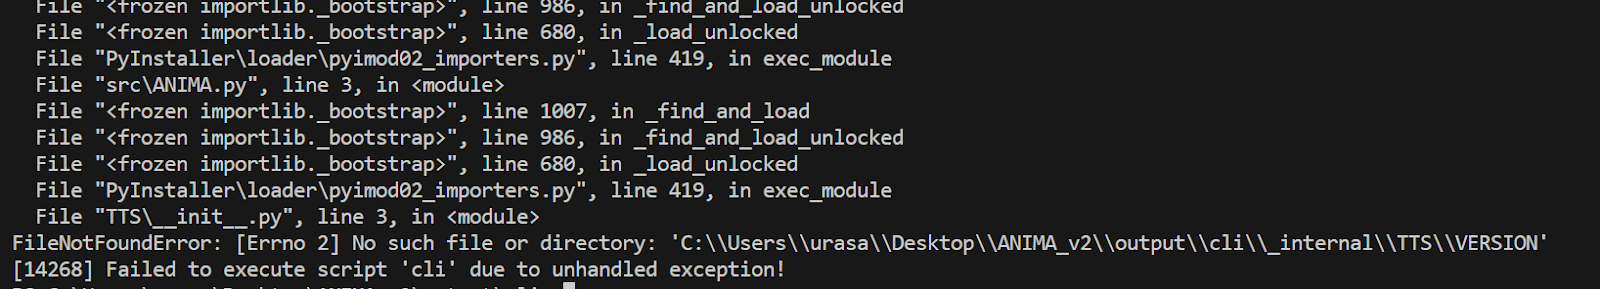 File "<frozen importlib._bootstrap>", line 986, in _find_and_load_unlocked
File "<frozen importlib._bootstrap>", line 680, in _load_unlocked
File "PyInstaller\loader\pyimod02_importers.py", line 419, in exec_module
File "src\ANIMA.py", line 3, in <module>
File "<frozen importlib._bootstrap>", line 1007, in _find_and_load
File "<frozen importlib._bootstrap>", line 986, in _find_and_load_unlocked
File "<frozen importlib._bootstrap>", line 680, in _load_unlocked
File "PyInstaller\loader\pyimod02_importers.py", line 419, in exec_module
File "TTS\__init__.py", line 3, in <module>
FileNotFoundError: [Errno 2] No such file or directory: 'C:\\Users\\urasa\\Desktop\\ANIMA_v2\\output\\cli\\_internal\\TTS\\VERSION'
[14268] Failed to execute script 'cli' due to unhandled exception!